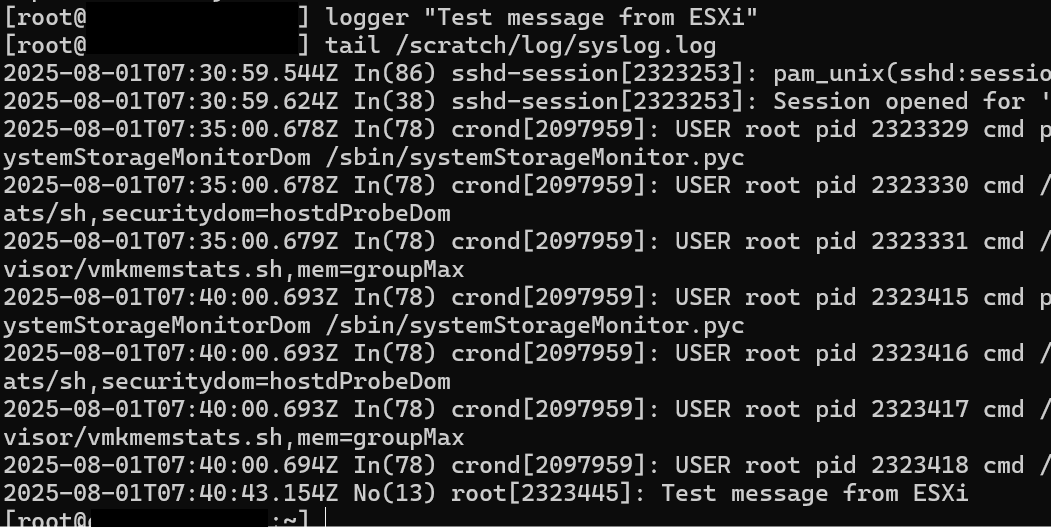 [root@ ] logger "Test message from ESXi"
[root@ ] tail /scratch/log/syslog.log
2025-08-01T07:30:59.544Z In(86) sshd-session[2323253]: pam_unix(sshd:sessio
2025-08-01T07:30:59.624Z In(38) sshd-session[2323253]: Session opened for '
2025-08-01T07:35:00.678Z In(78) crond[2097959]: USER root pid 2323329 cmd p
ystemStorageMonitorDom /sbin/systemStorageMonitor.pyc
2025-08-01T07:35:00.678Z In(78) crond[2097959]: USER root pid 2323330 cmd /
ats/sh,securitydom=hostdProbeDom
2025-08-01T07:35:00.679Z In(78) crond[2097959]: USER root pid 2323331 cmd /
visor/vmkmemstats.sh,mem=groupMax
2025-08-01T07:40:00.693Z In(78) crond[2097959]: USER root pid 2323415 cmd p
ystemStorageMonitorDom /sbin/systemStorageMonitor.pyc
2025-08-01T07:40:00.693Z In(78) crond[2097959]: USER root pid 2323416 cmd /
ats/sh,securitydom=hostdProbeDom
2025-08-01T07:40:00.693Z In(78) crond[2097959]: USER root pid 2323417 cmd /
visor/vmkmemstats.sh,mem=groupMax
2025-08-01T07:40:00.694Z In(78) crond[2097959]: USER root pid 2323418 cmd /
2025-08-01T07:40:43.154Z No(13) root[2323445]: Test message from ESXi
[root@ :~]